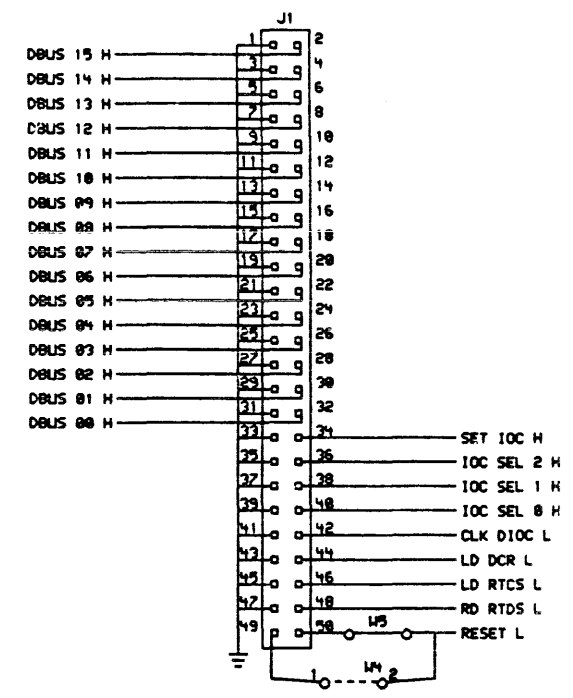 J1
1 2
DBUS 15 H
3 4
DBUS 14 H
5 6
DBUS 13 H
7 8
DBUS 12 H
9 10
DBUS 11 H
11 12
DBUS 10 H
13 14
DBUS 09 H
15 16
DBUS 08 H
17 18
DBUS 07 H
19 20
DBUS 06 H
21 22
DBUS 05 H
23 24
DBUS 04 H
25 26
DBUS 03 H
27 28
DBUS 02 H
29 30
DBUS 01 H
31 32
DBUS 00 H
33 34 SET IOC H
35 36 IOC SEL 2 H
37 38 IOC SEL 1 H
39 40 IOC SEL 0 H
41 42 CLK DIOC L
43 44 LD DCR L
45 46 LD RTCS L
47 48 RD RTDS L
49 50 W5 RESET L
1 W4 2